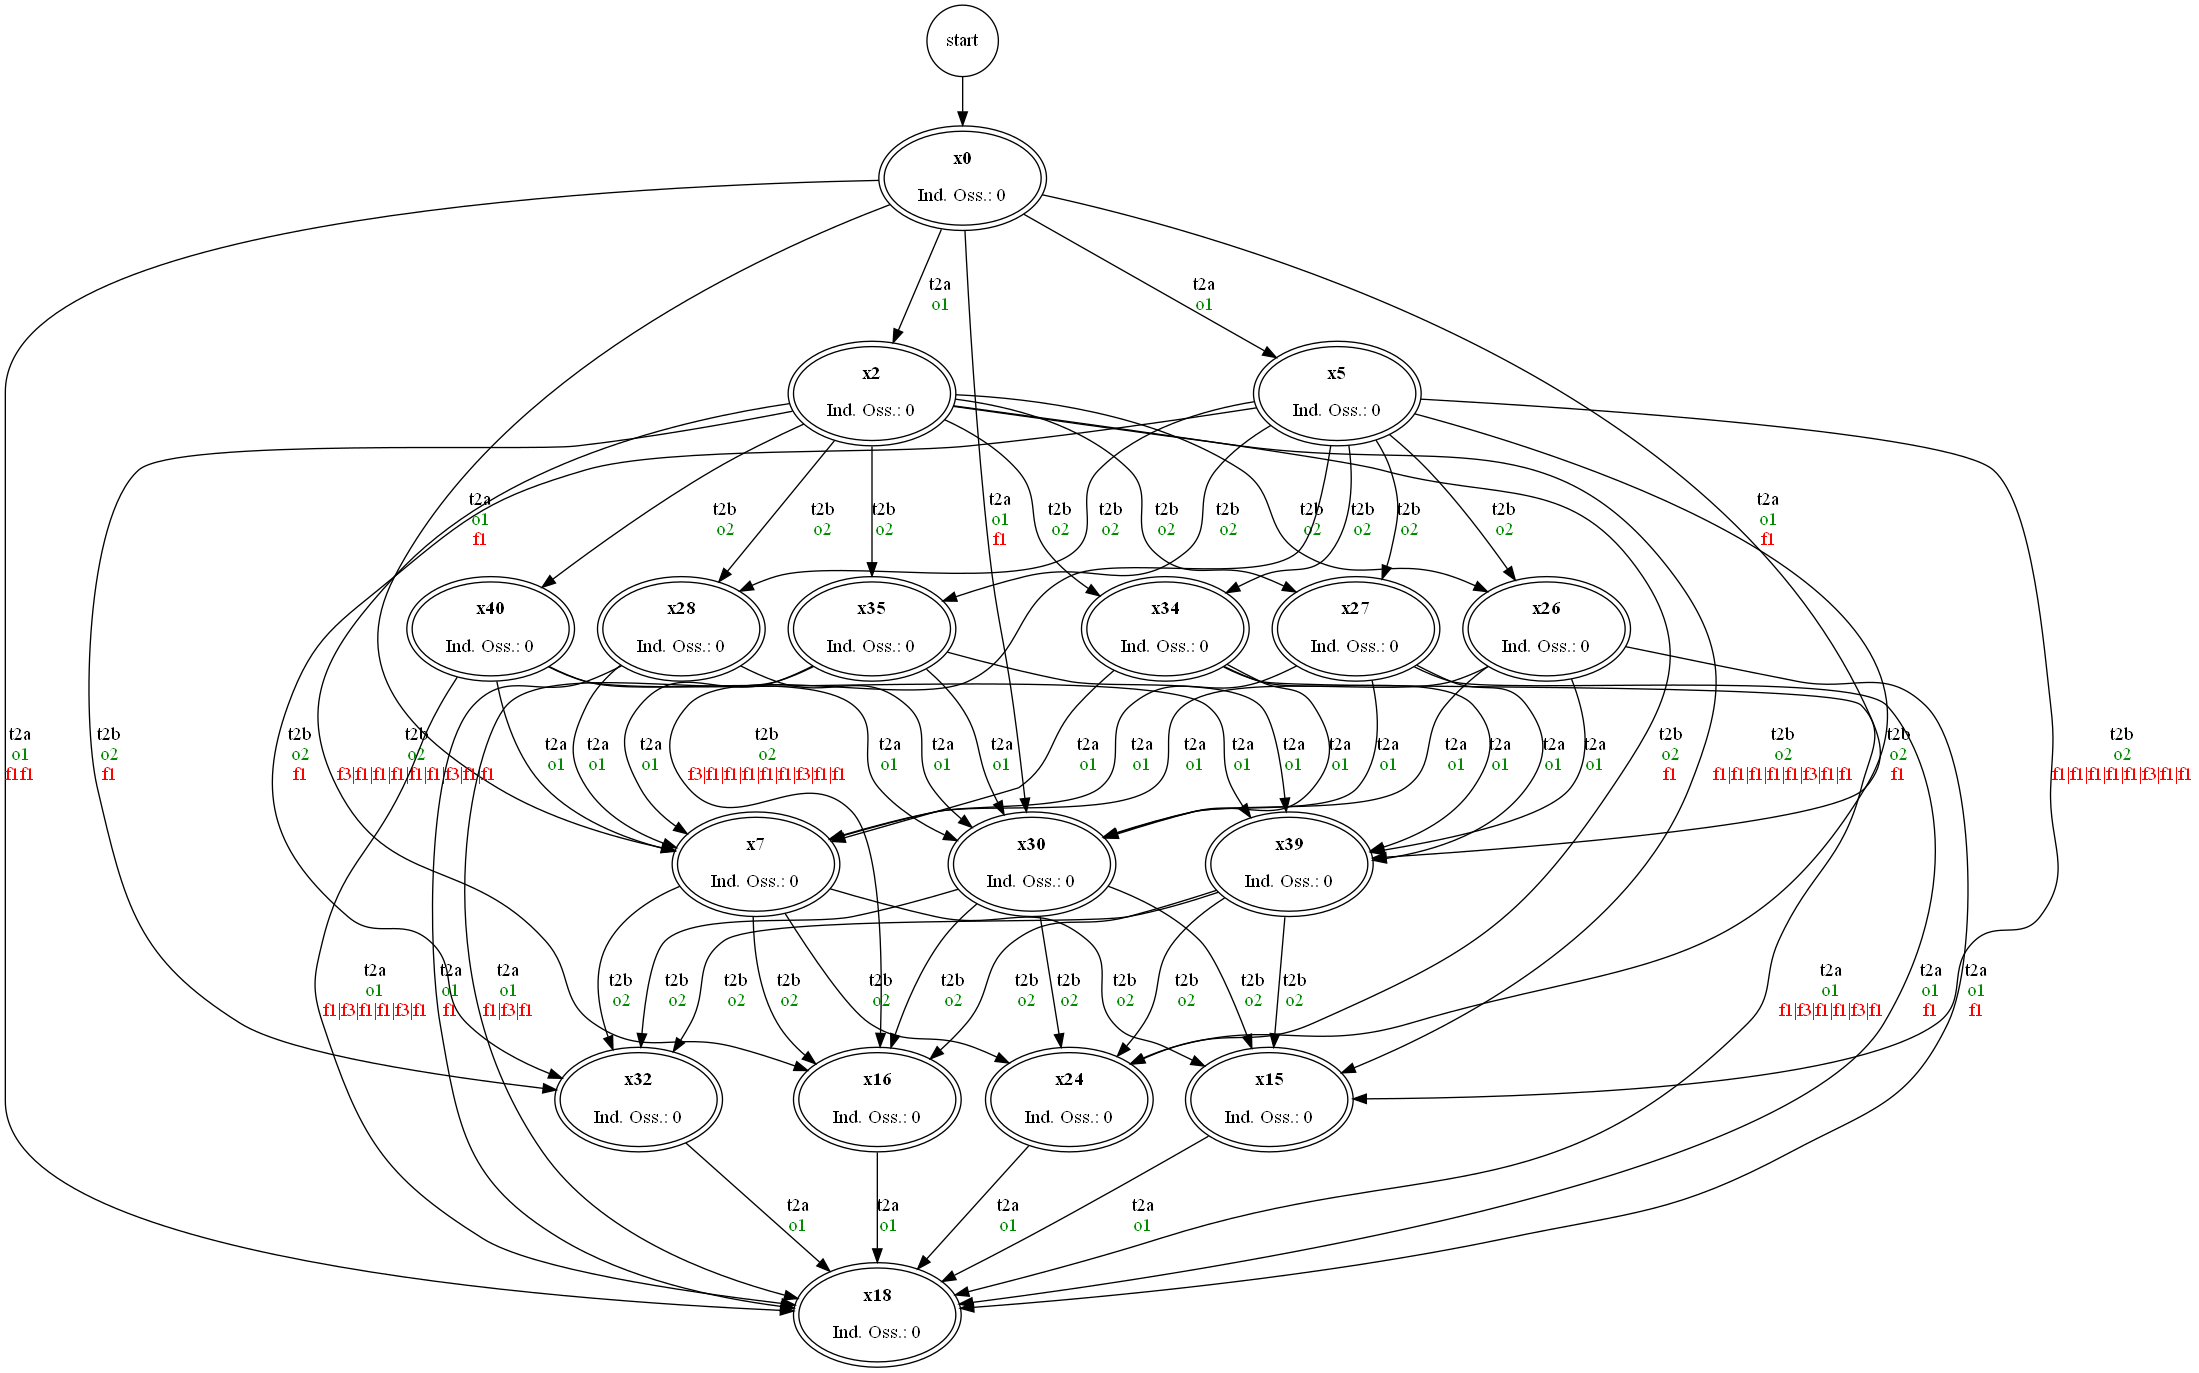 start
x0
Ind. Oss.: 0
t2a
o1
t2a
o1
x2
Ind. Oss.: 0
x5
Ind. Oss.: 0
t2a
o1
f1
t2b
o2
t2b
o2
t2b
o2
t2a
o1
f1
t2b
o2
t2b
o2
t2b
o2
t2b
o2
t2b
o2
t2b
o2
t2b
o2
t2b
o2
t2a
o1
f1
x40
Ind. Oss.: 0
x28
Ind. Oss.: 0
x35
Ind. Oss.: 0
x34
Ind. Oss.: 0
x27
Ind. Oss.: 0
x26
Ind. Oss.: 0
t2a
o1
f1f1
t2b
o2
f1
t2b
o2
f1
t2b
o2
f3|f1|f1|f1|f1|f1|f3|f1|f1
t2a
o1
t2a
o1
t2a
o1
t2b
o2
f3|f1|f1|f1|f1|f1|f3|f1|f1
t2a
o1
t2a
o1
t2a
o1
t2a
o1
t2a
o1
t2a
o1
t2a
o1
t2a
o1
t2a
o1
t2a
o1
t2a
o1
t2a
o1
t2a
o1
t2a
o1
t2a
o1
t2b
o2
f1
t2b
o2
f1|f1|f1|f1|f1|f3|f1|f1
t2b
o2
f1
t2b
o2
f1|f1|f1|f1|f1|f3|f1|f1
x7
Ind. Oss.: 0
x30
Ind. Oss.: 0
x39
Ind. Oss.: 0
t2a
o1
f1|f3|f1|f1|f3|f1
t2a
o1
f1
t2a
o1
f1|f3|f1
t2b
o2
t2b
o2
t2b
o2
t2b
o2
t2b
o2
t2b
o2
t2b
o2
t2b
o2
t2b
o2
t2b
o2
t2b
o2
t2b
o2
t2a
o1
f1|f3|f1|f1|f3|f1
t2a
o1
f1
t2a
o1
f1
x32
Ind. Oss.: 0
x16
Ind. Oss.: 0
x24
Ind. Oss.: 0
x15
Ind. Oss.: 0
t2a
o1
t2a
o1
t2a
o1
t2a
o1
x18
Ind. Oss.: 0